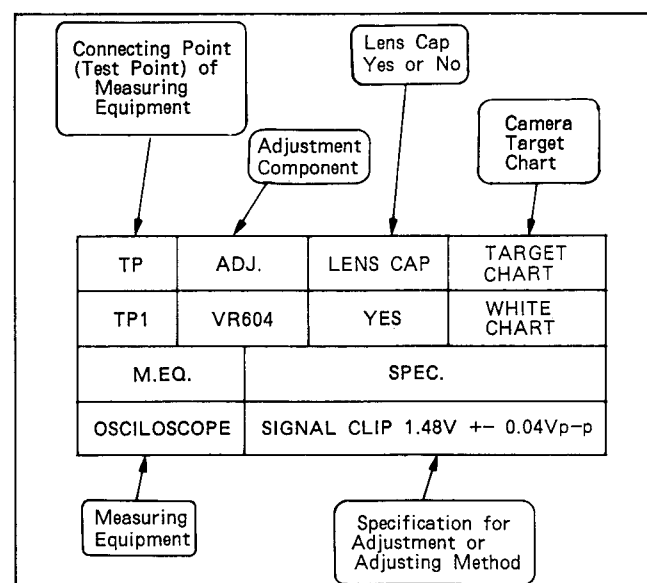 Connecting Point
(Test Point) of
Measuring
Equipment
Lens Cap
Yes or No
Adjustment
Component
Camera
Target
Chart
TP ADJ. LENS CAP TARGET
CHART
TP1 VR604 YES WHITE
CHART
M.EQ. SPEC.
OSCILOSCOPE SIGNAL CLIP 1.48V +- 0.04Vp-p
Measuring
Equipment
Specification for
Adjustment or
Adjusting Method